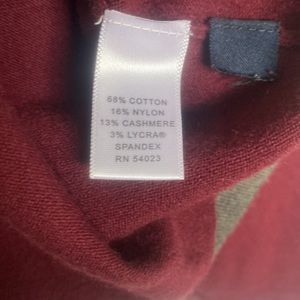 68% COTTON
16% NYLON
13% CASHMERE
3% LYCRA®
SPANDEX
RN 54023